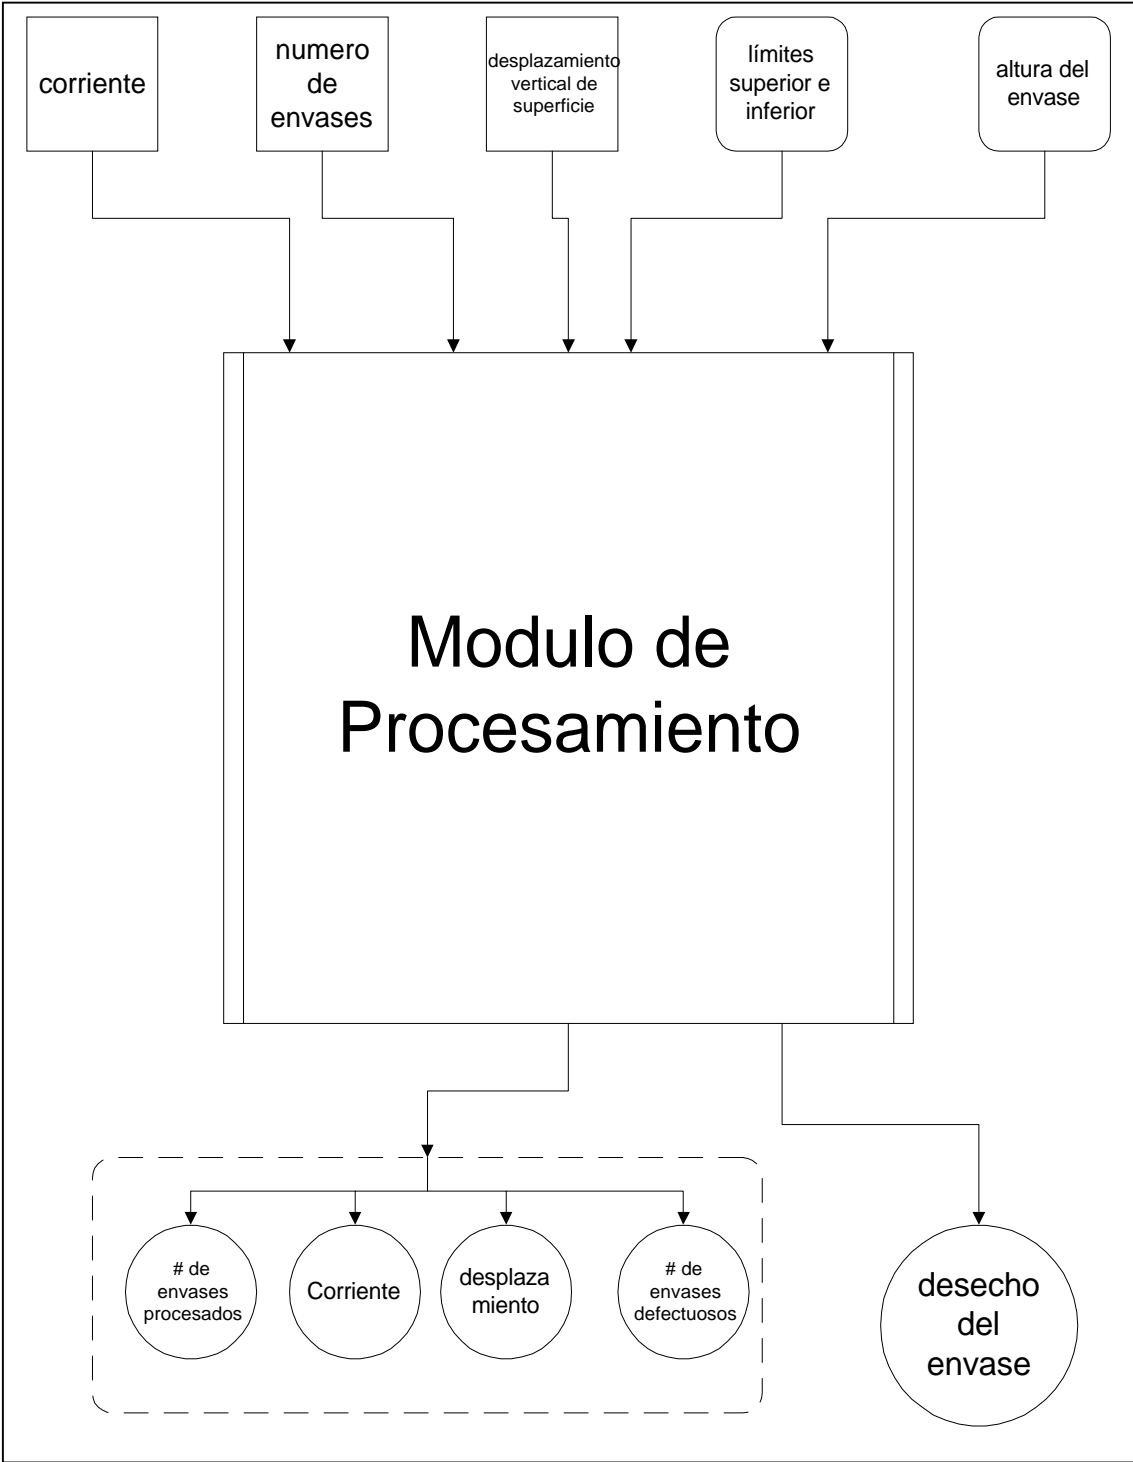 corriente
numero
de
envases
desplazamiento
vertical de
superficie
límites
superior e
inferior
altura del
envase
Modulo de
Procesamiento
# de
envases
procesados
Corriente
desplaza
miento
# de
envases
defectuosos
desecho
del
envase